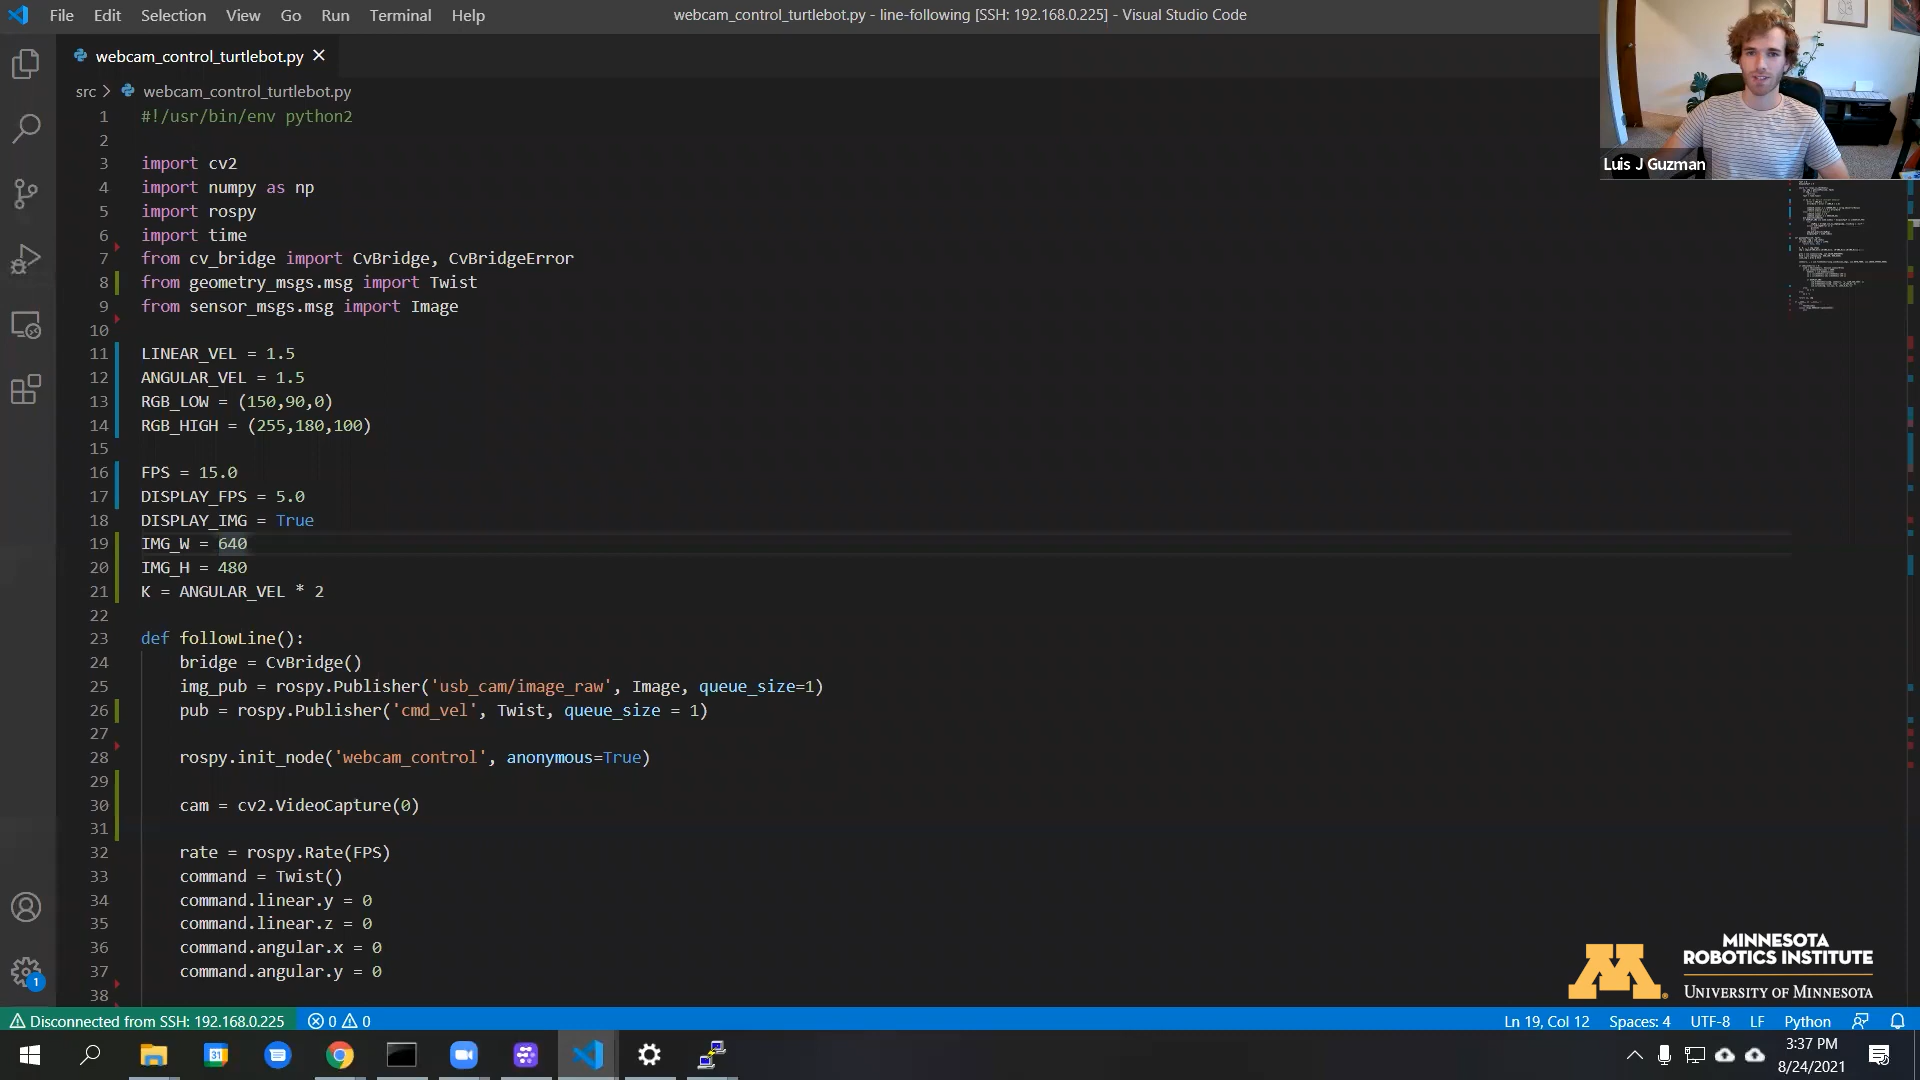 File Edit Selection View Go Run Terminal Help
webcam_control_turtlebot.py - line-following [SSH: 192.168.0.225] - Visual Studio Code
webcam_control_turtlebot.py
src > webcam_control_turtlebot.py
Luis J Guzman
1 #!/usr/bin/env python2
2
3 import cv2
4 import numpy as np
5 import rospy
6 import time
7 from cv_bridge import CvBridge, CvBridgeError
8 from geometry_msgs.msg import Twist
9 from sensor_msgs.msg import Image
10
11 LINEAR_VEL = 1.5
12 ANGULAR_VEL = 1.5
13 RGB_LOW = (150,90,0)
14 RGB_HIGH = (255,180,100)
15
16 FPS = 15.0
17 DISPLAY_FPS = 5.0
18 DISPLAY_IMG = True
19 IMG_W = 640
20 IMG_H = 480
21 K = ANGULAR_VEL * 2
22
23 def followLine():
24     bridge = CvBridge()
25     img_pub = rospy.Publisher('usb_cam/image_raw', Image, queue_size=1)
26     pub = rospy.Publisher('cmd_vel', Twist, queue_size = 1)
27
28     rospy.init_node('webcam_control', anonymous=True)
29
30     cam = cv2.VideoCapture(0)
31
32     rate = rospy.Rate(FPS)
33     command = Twist()
34     command.linear.y = 0
35     command.linear.z = 0
36     command.angular.x = 0
37     command.angular.y = 0
38
M
MINNESOTA
ROBOTICS INSTITUTE
UNIVERSITY OF MINNESOTA
1
Disconnected from SSH: 192.168.0.225 0 0 Ln 19, Col 12 Spaces: 4 UTF-8 LF Python
31
3:37 PM
8/24/2021